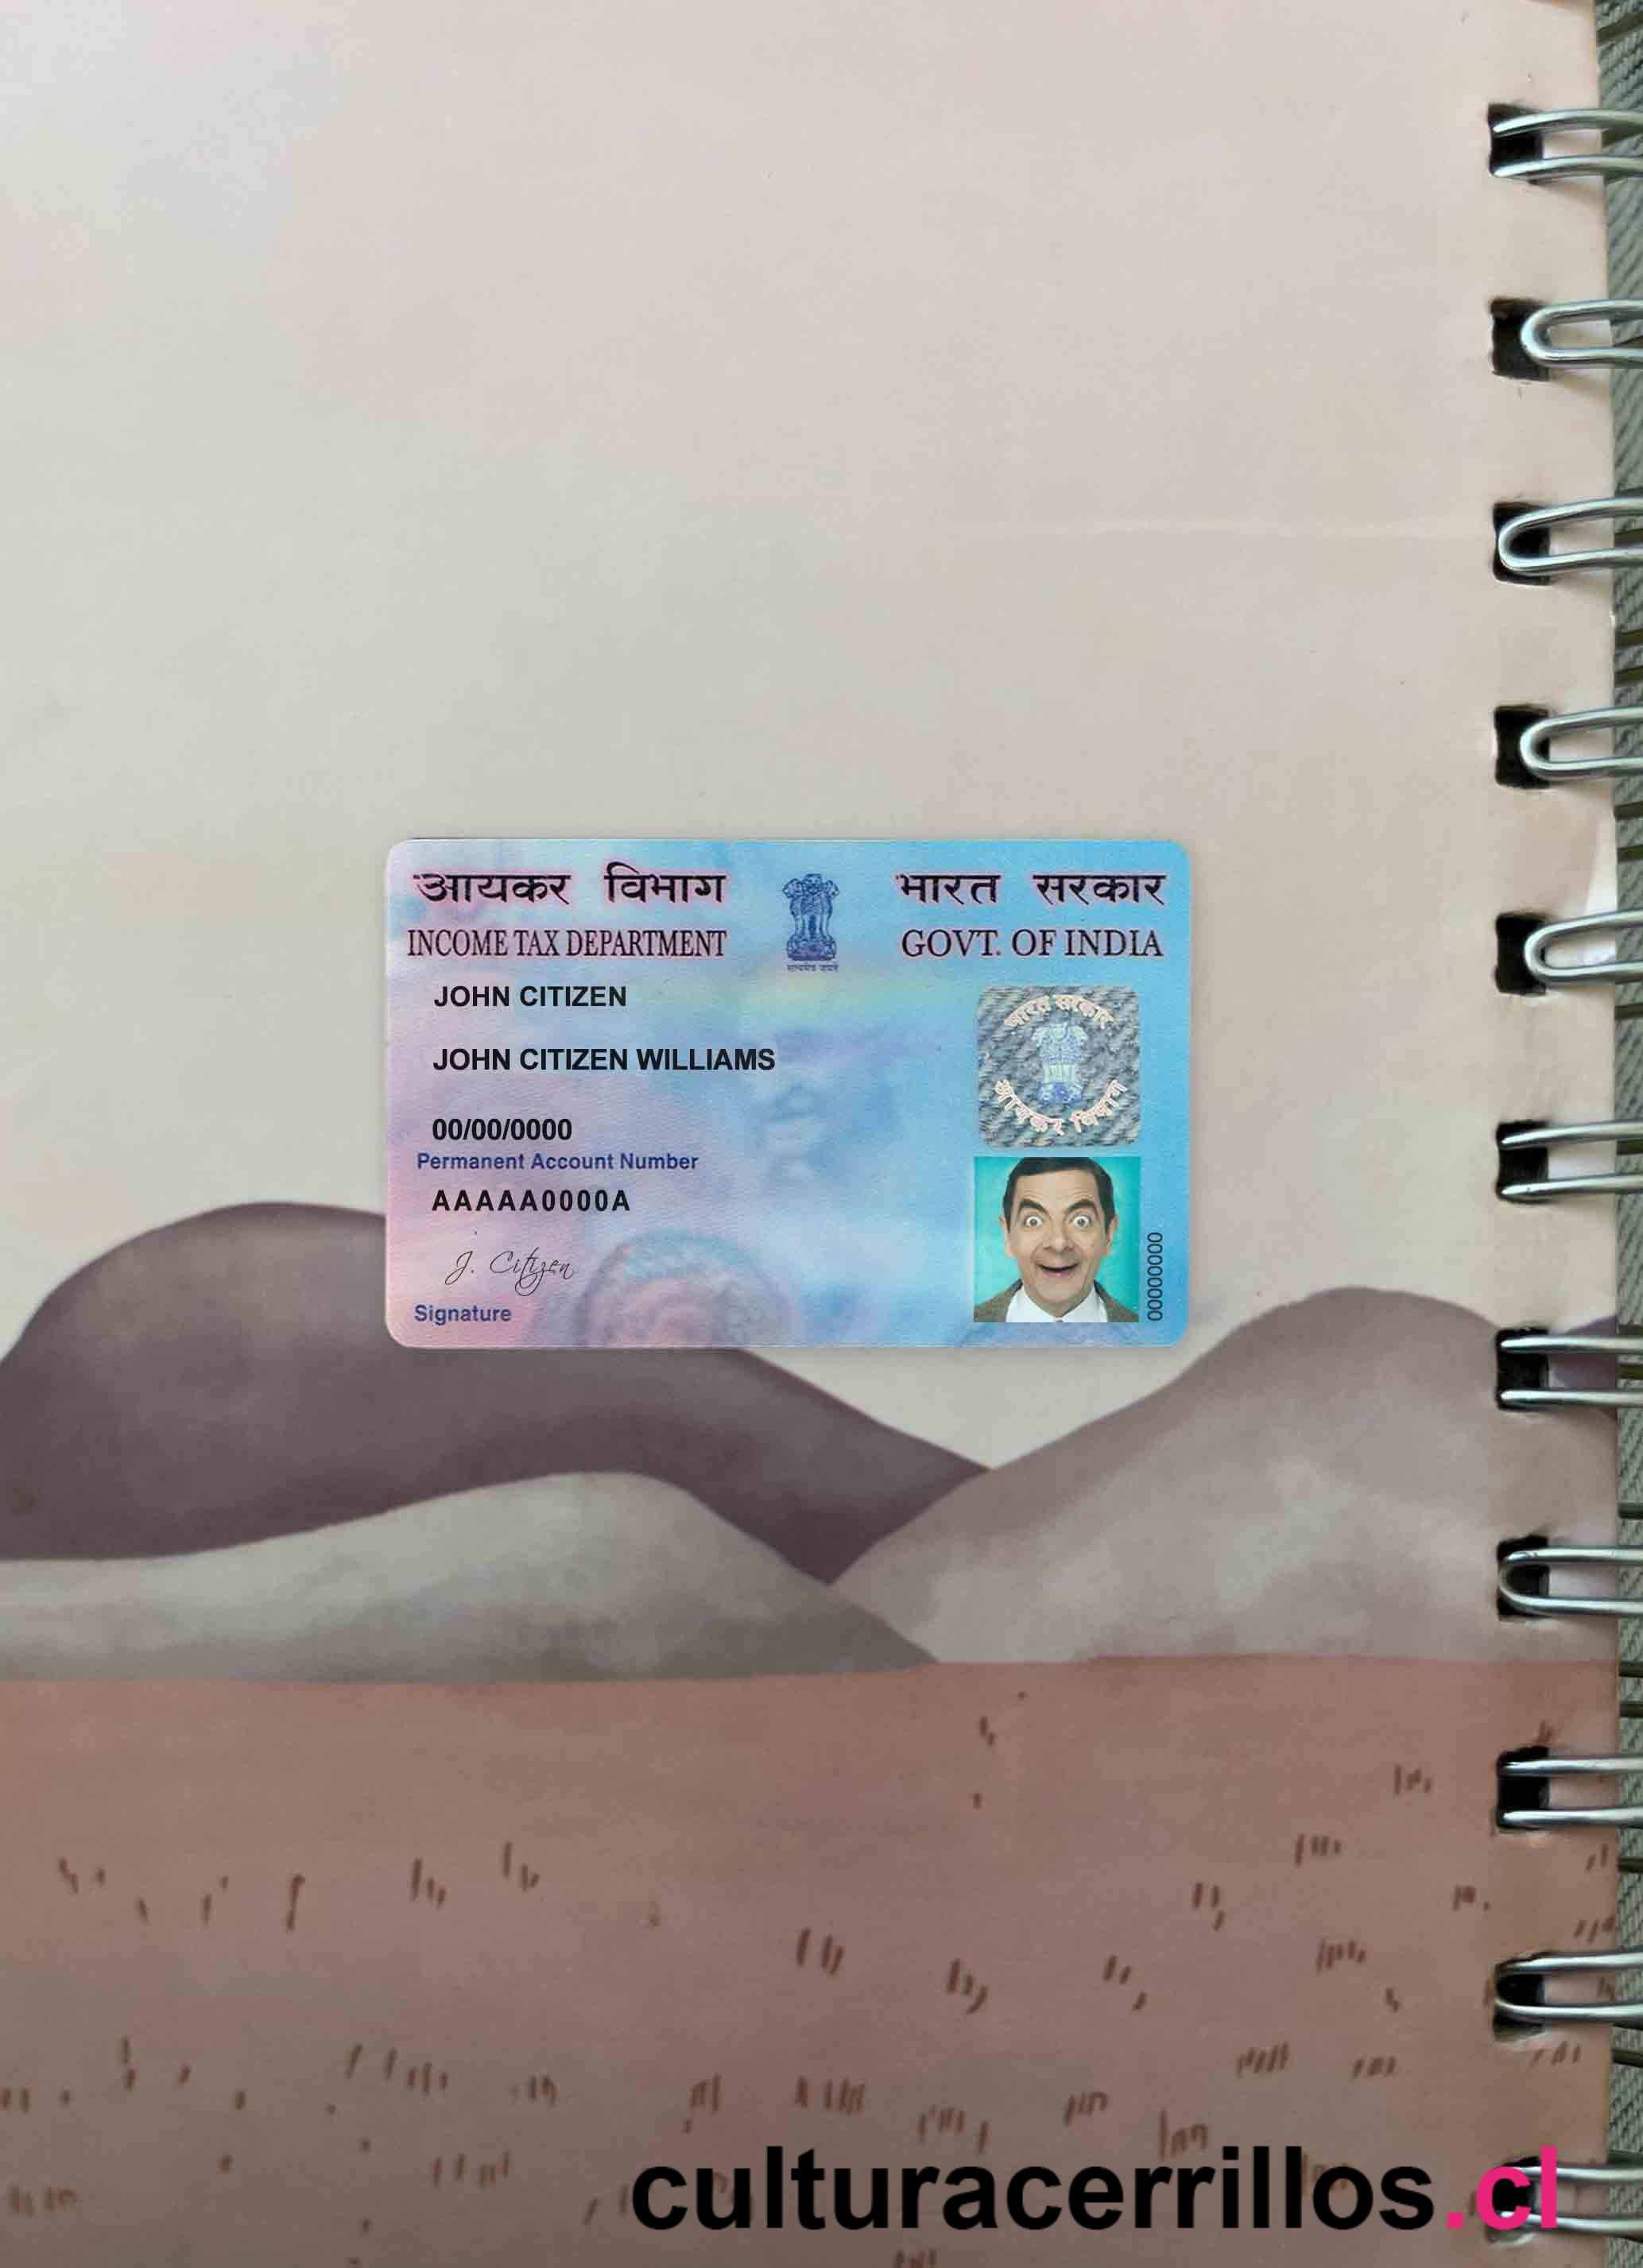 आयकर विभाग
INCOME TAX DEPARTMENT
सत्यमेव जयते
भारत सरकार
GOVT. OF INDIA
JOHN CITIZEN
JOHN CITIZEN WILLIAMS
00/00/0000
Permanent Account Number
AAAAA0000A
J. Citizen
Signature
भारत सरकार
आयकर विभाग
00000000
culturacerrillos.cl